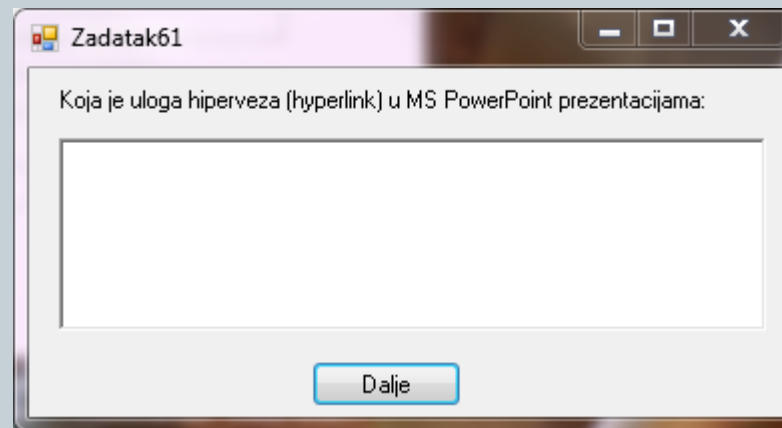 Zadatak61
Koja je uloga hiperveza (hyperlink) u MS PowerPoint prezentacijama:
Dalje